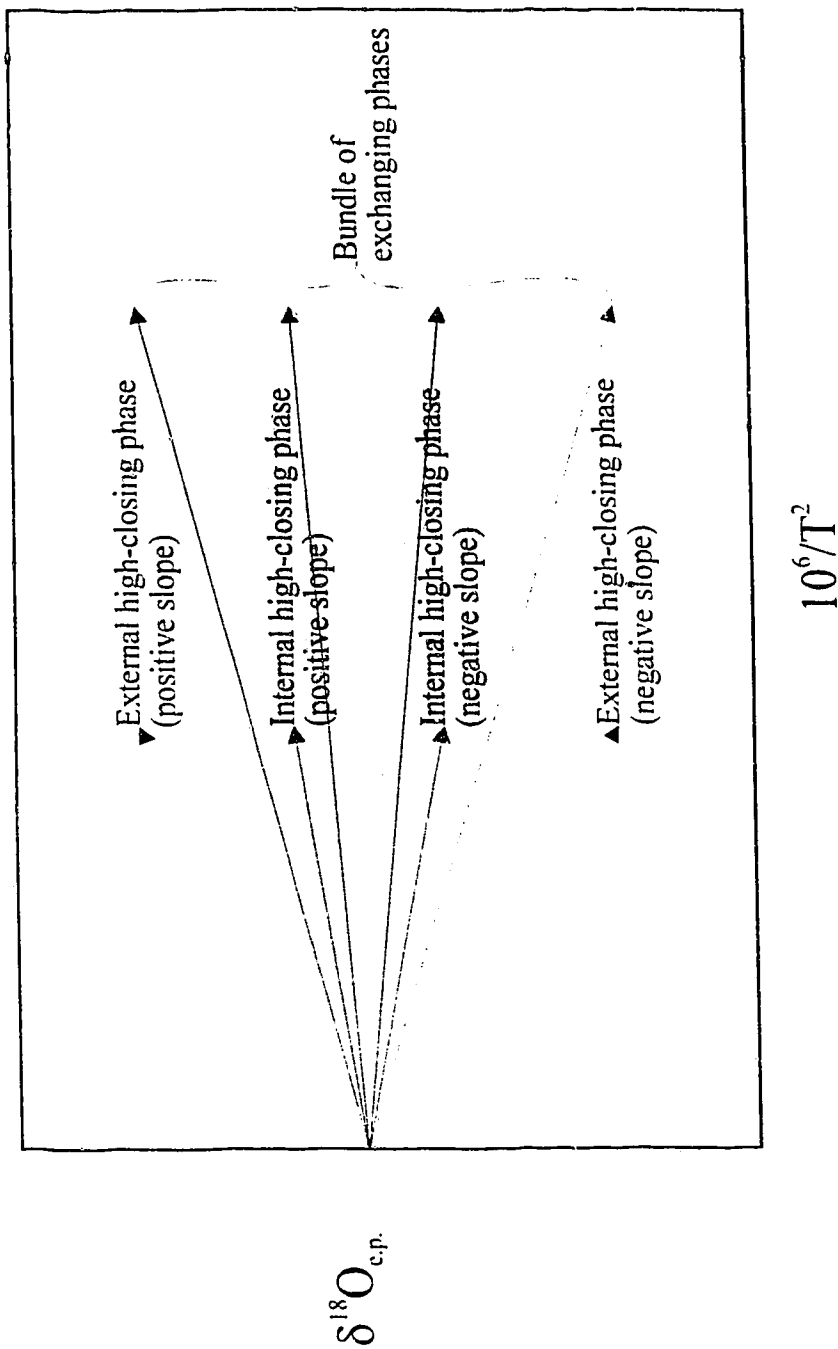 External high-closing phase
(positive slope)
Internal high-closing phase
(positive slope)
Bundle of
exchanging phases
Internal high-closing phase
(negative slope)
External high-closing phase
(negative slope)
δ¹⁸O_c.p.
10⁶/T²